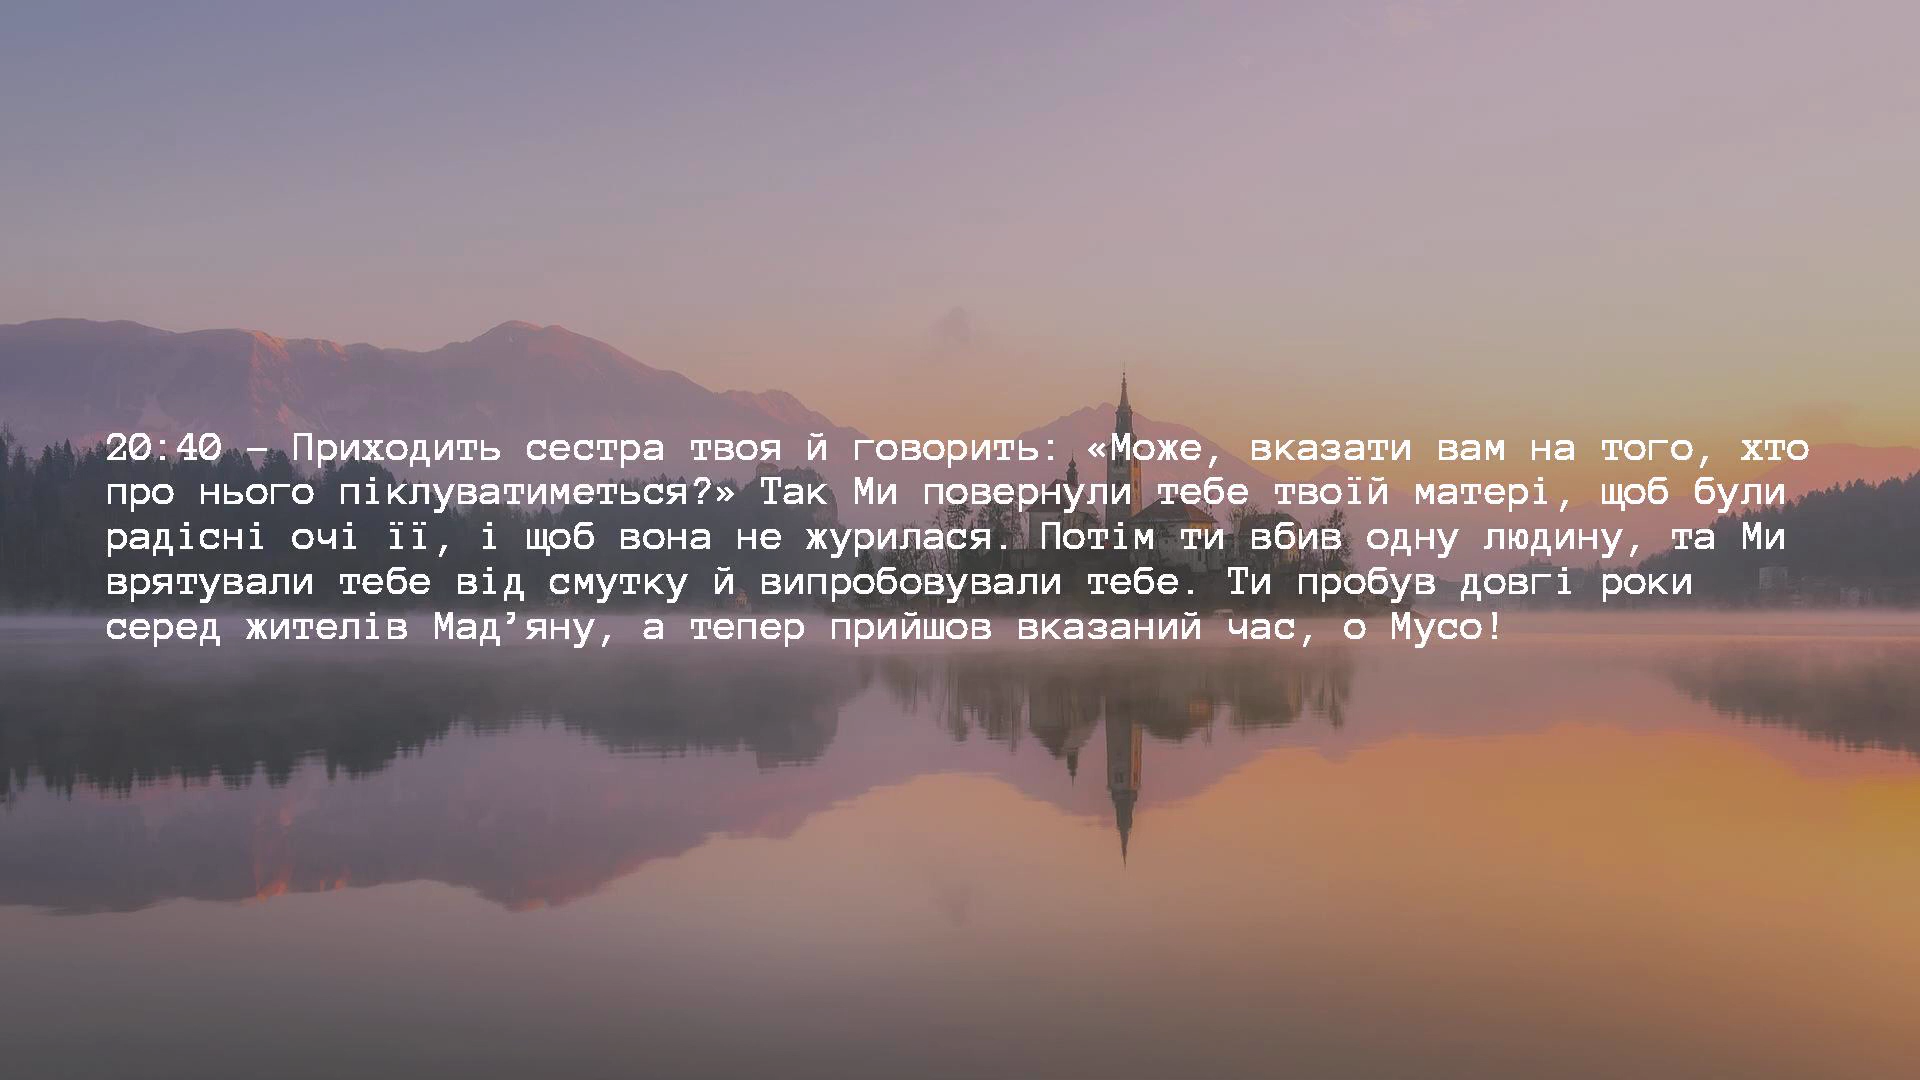 20:40 – Приходить сестра твоя й говорить: «Може, вказати вам на того, хто
про нього піклуватиметься?» Так Ми повернули тебе твоїй матері, щоб були
радісні очі її, і щоб вона не журилася. Потім ти вбив одну людину, та Ми
врятували тебе від смутку й випробовували тебе. Ти пробув довгі роки
серед жителів Мад’яну, а тепер прийшов вказаний час, о Мусо!